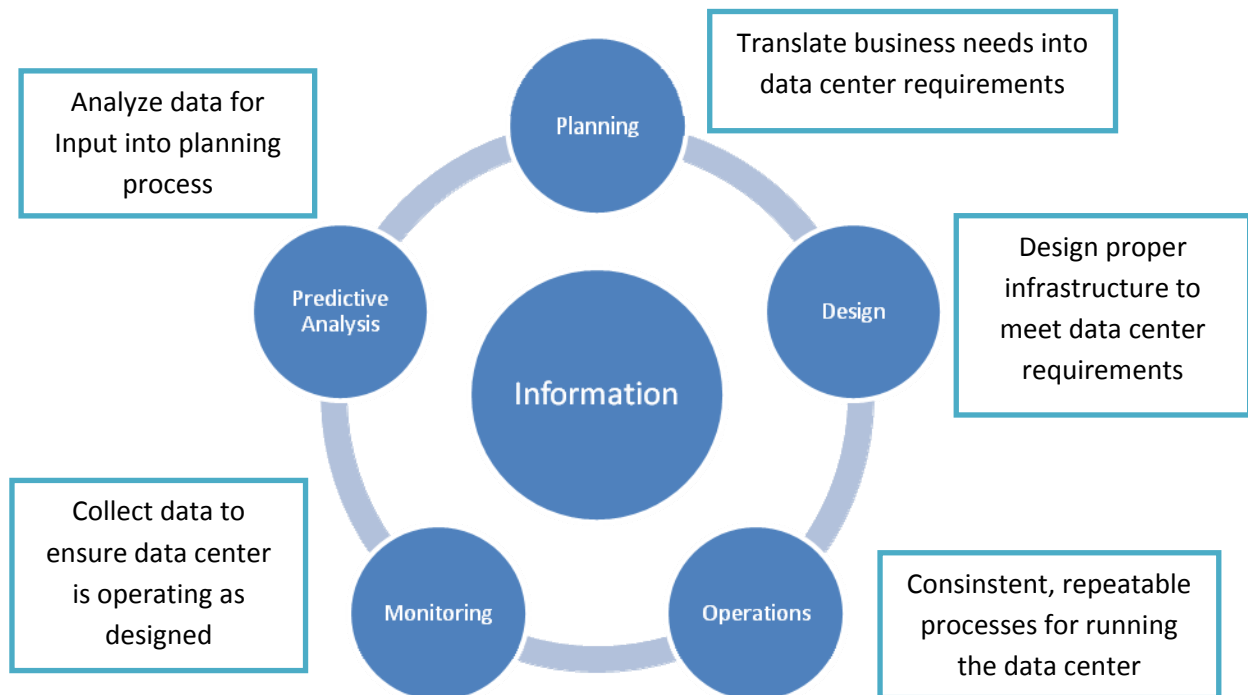 Planning
Translate business needs into
data center requirements
Analyze data for
Input into planning
process
Predictive
Analysis
Design
Design proper
infrastructure to
meet data center
requirements
Information
Collect data to
ensure data center
is operating as
designed
Monitoring
Operations
Consinstent, repeatable
processes for running
the data center